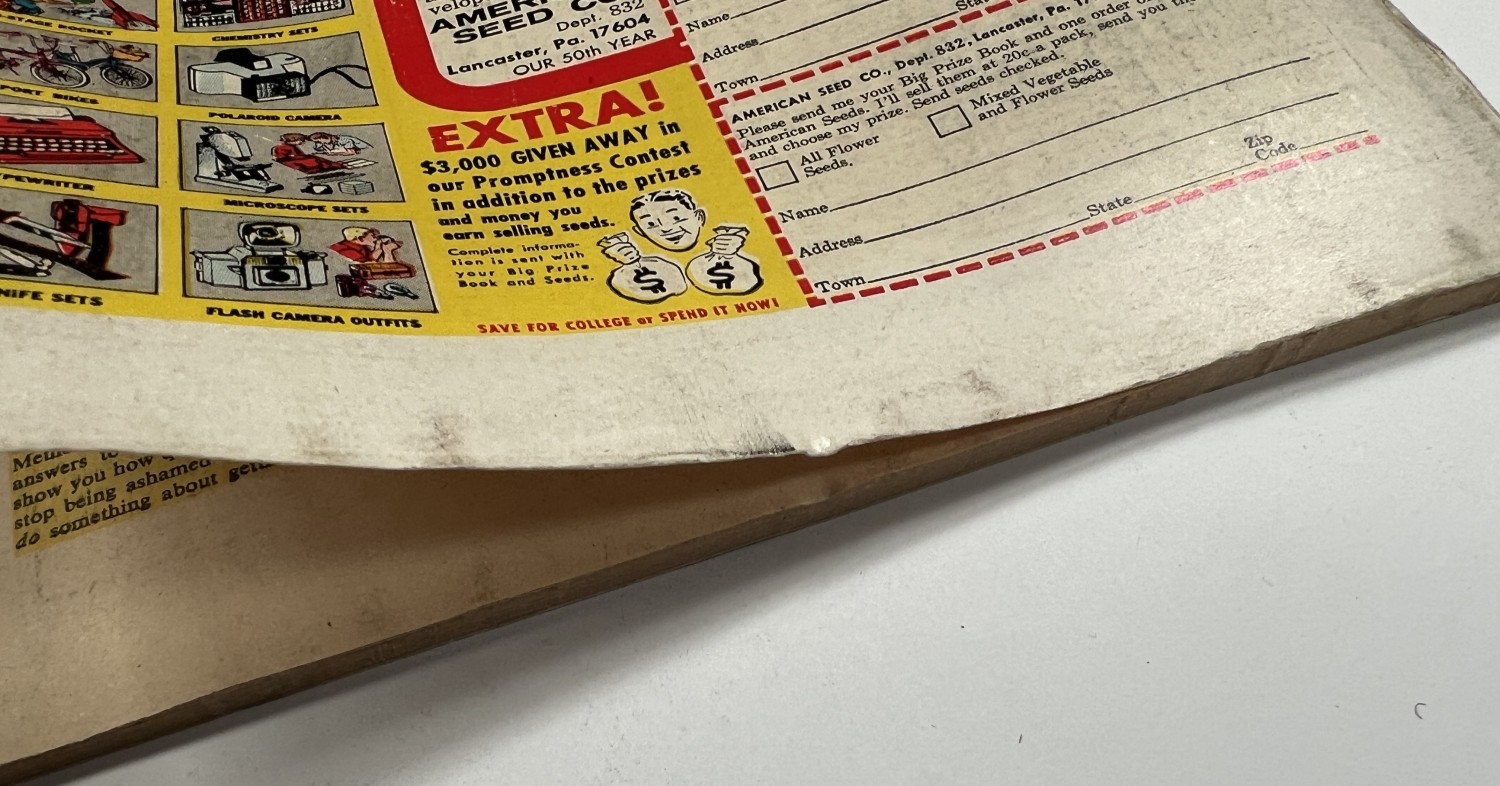 CHEMISTRY SETS
PORT BIKES
POLAROID CAMERA
MICROSCOPE SETS
FLASH CAMERA OUTFITS
SEED
Dept. 832
Lancaster, Pa. 17604
OUR 50th YEAR
EXTRA!
$3,000 GIVEN AWAY in
our Promptness Contest
in addition to the prizes
and money you
earn selling seeds.
Complete informa-
tion is sent with
your Big Prize
Book and Seeds.
$ $
SAVE FOR COLLEGE or SPEND IT NOW!
Name
Address
Town
AMERICAN SEED CO., Dept. 832, Lancaster, Pa.
Please send me your Big Prize Book and one order
American Seeds. I'll sell them at 20c a pack, send you
and choose my prize. Send seeds checked.
All Flower
Seeds.
Mixed Vegetable
and Flower Seeds
Name
Address
Town State Zip
Code
answers
show you how
stop being ashamed
do something about